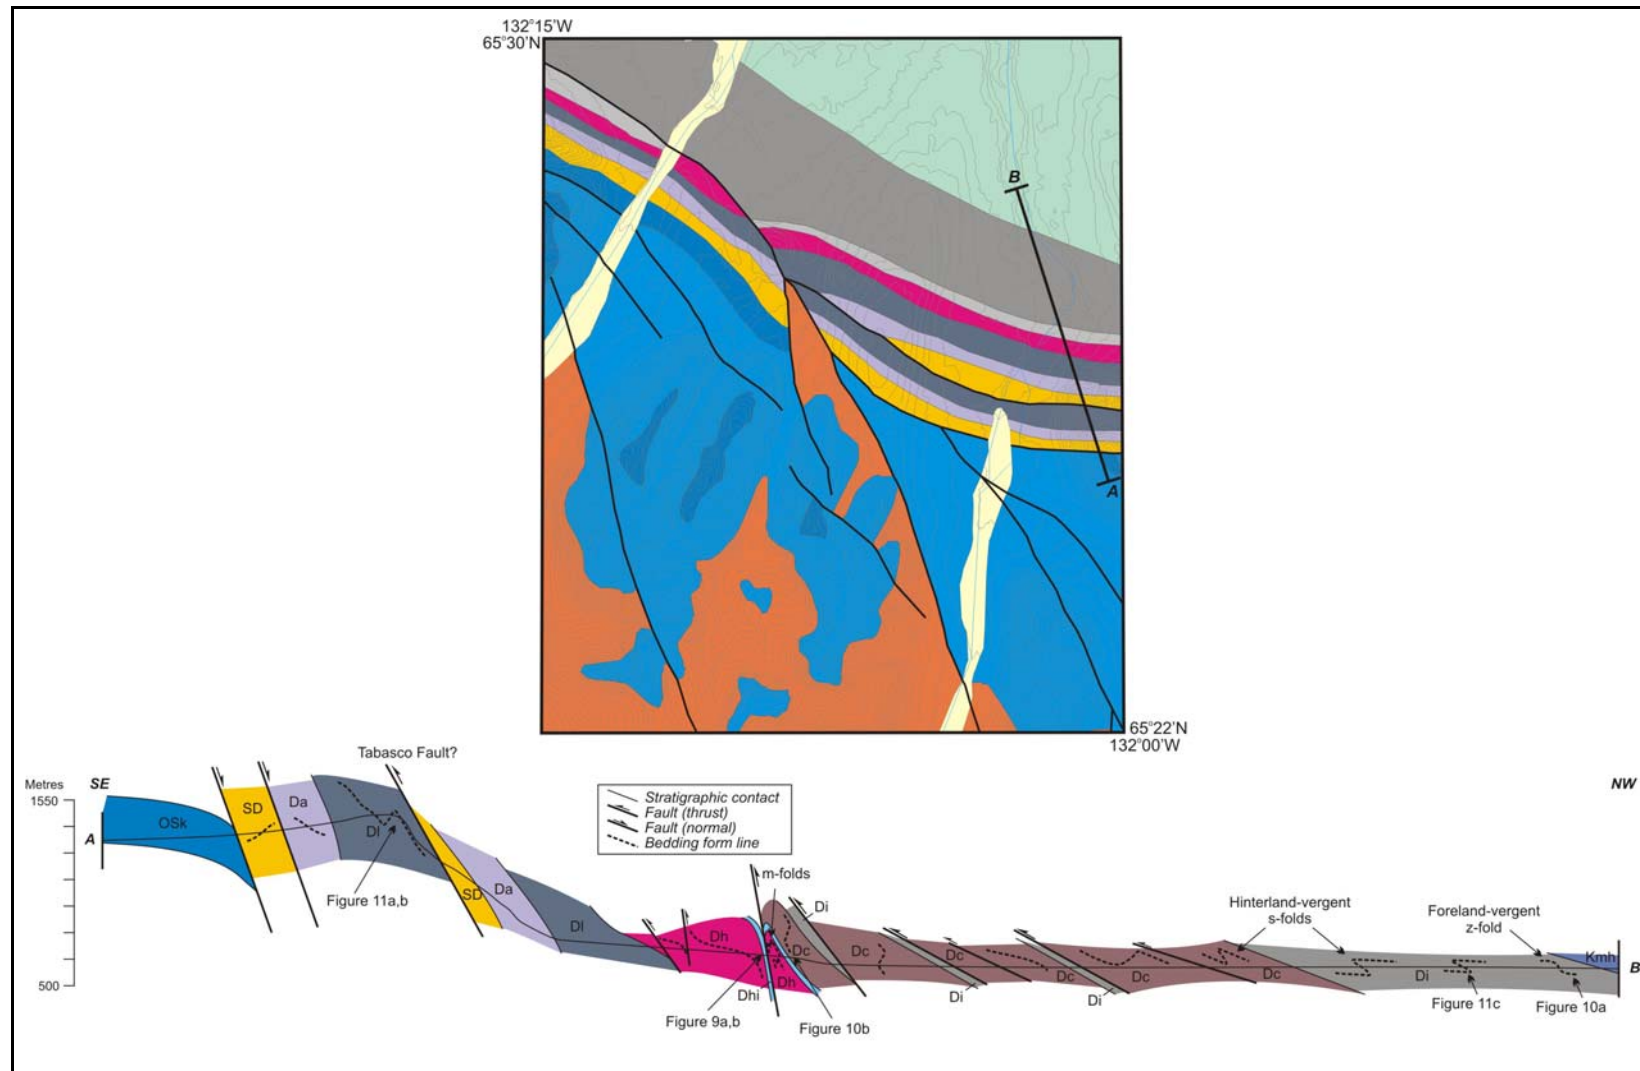 132°15'W
65°30'N
B
A
65°22'N
132°00'W
Tabasco Fault?
Metres
SE
NW
1550
A
500
OSk
SD
Da
Dl
Figure 11a,b
SD
Da
Dl
Stratigraphic contact
Fault (thrust)
Fault (normal)
Bedding form line
m-folds
Di
Dh
Dc
Dh
Dhi
Figure 9a,b
Figure 10b
Dc
Dc
Di
Dc
Di
Dc
Dc
Hinterland-vergent
s-folds
Foreland-vergent
z-fold
Di
Kmh
B
Figure 11c
Figure 10a